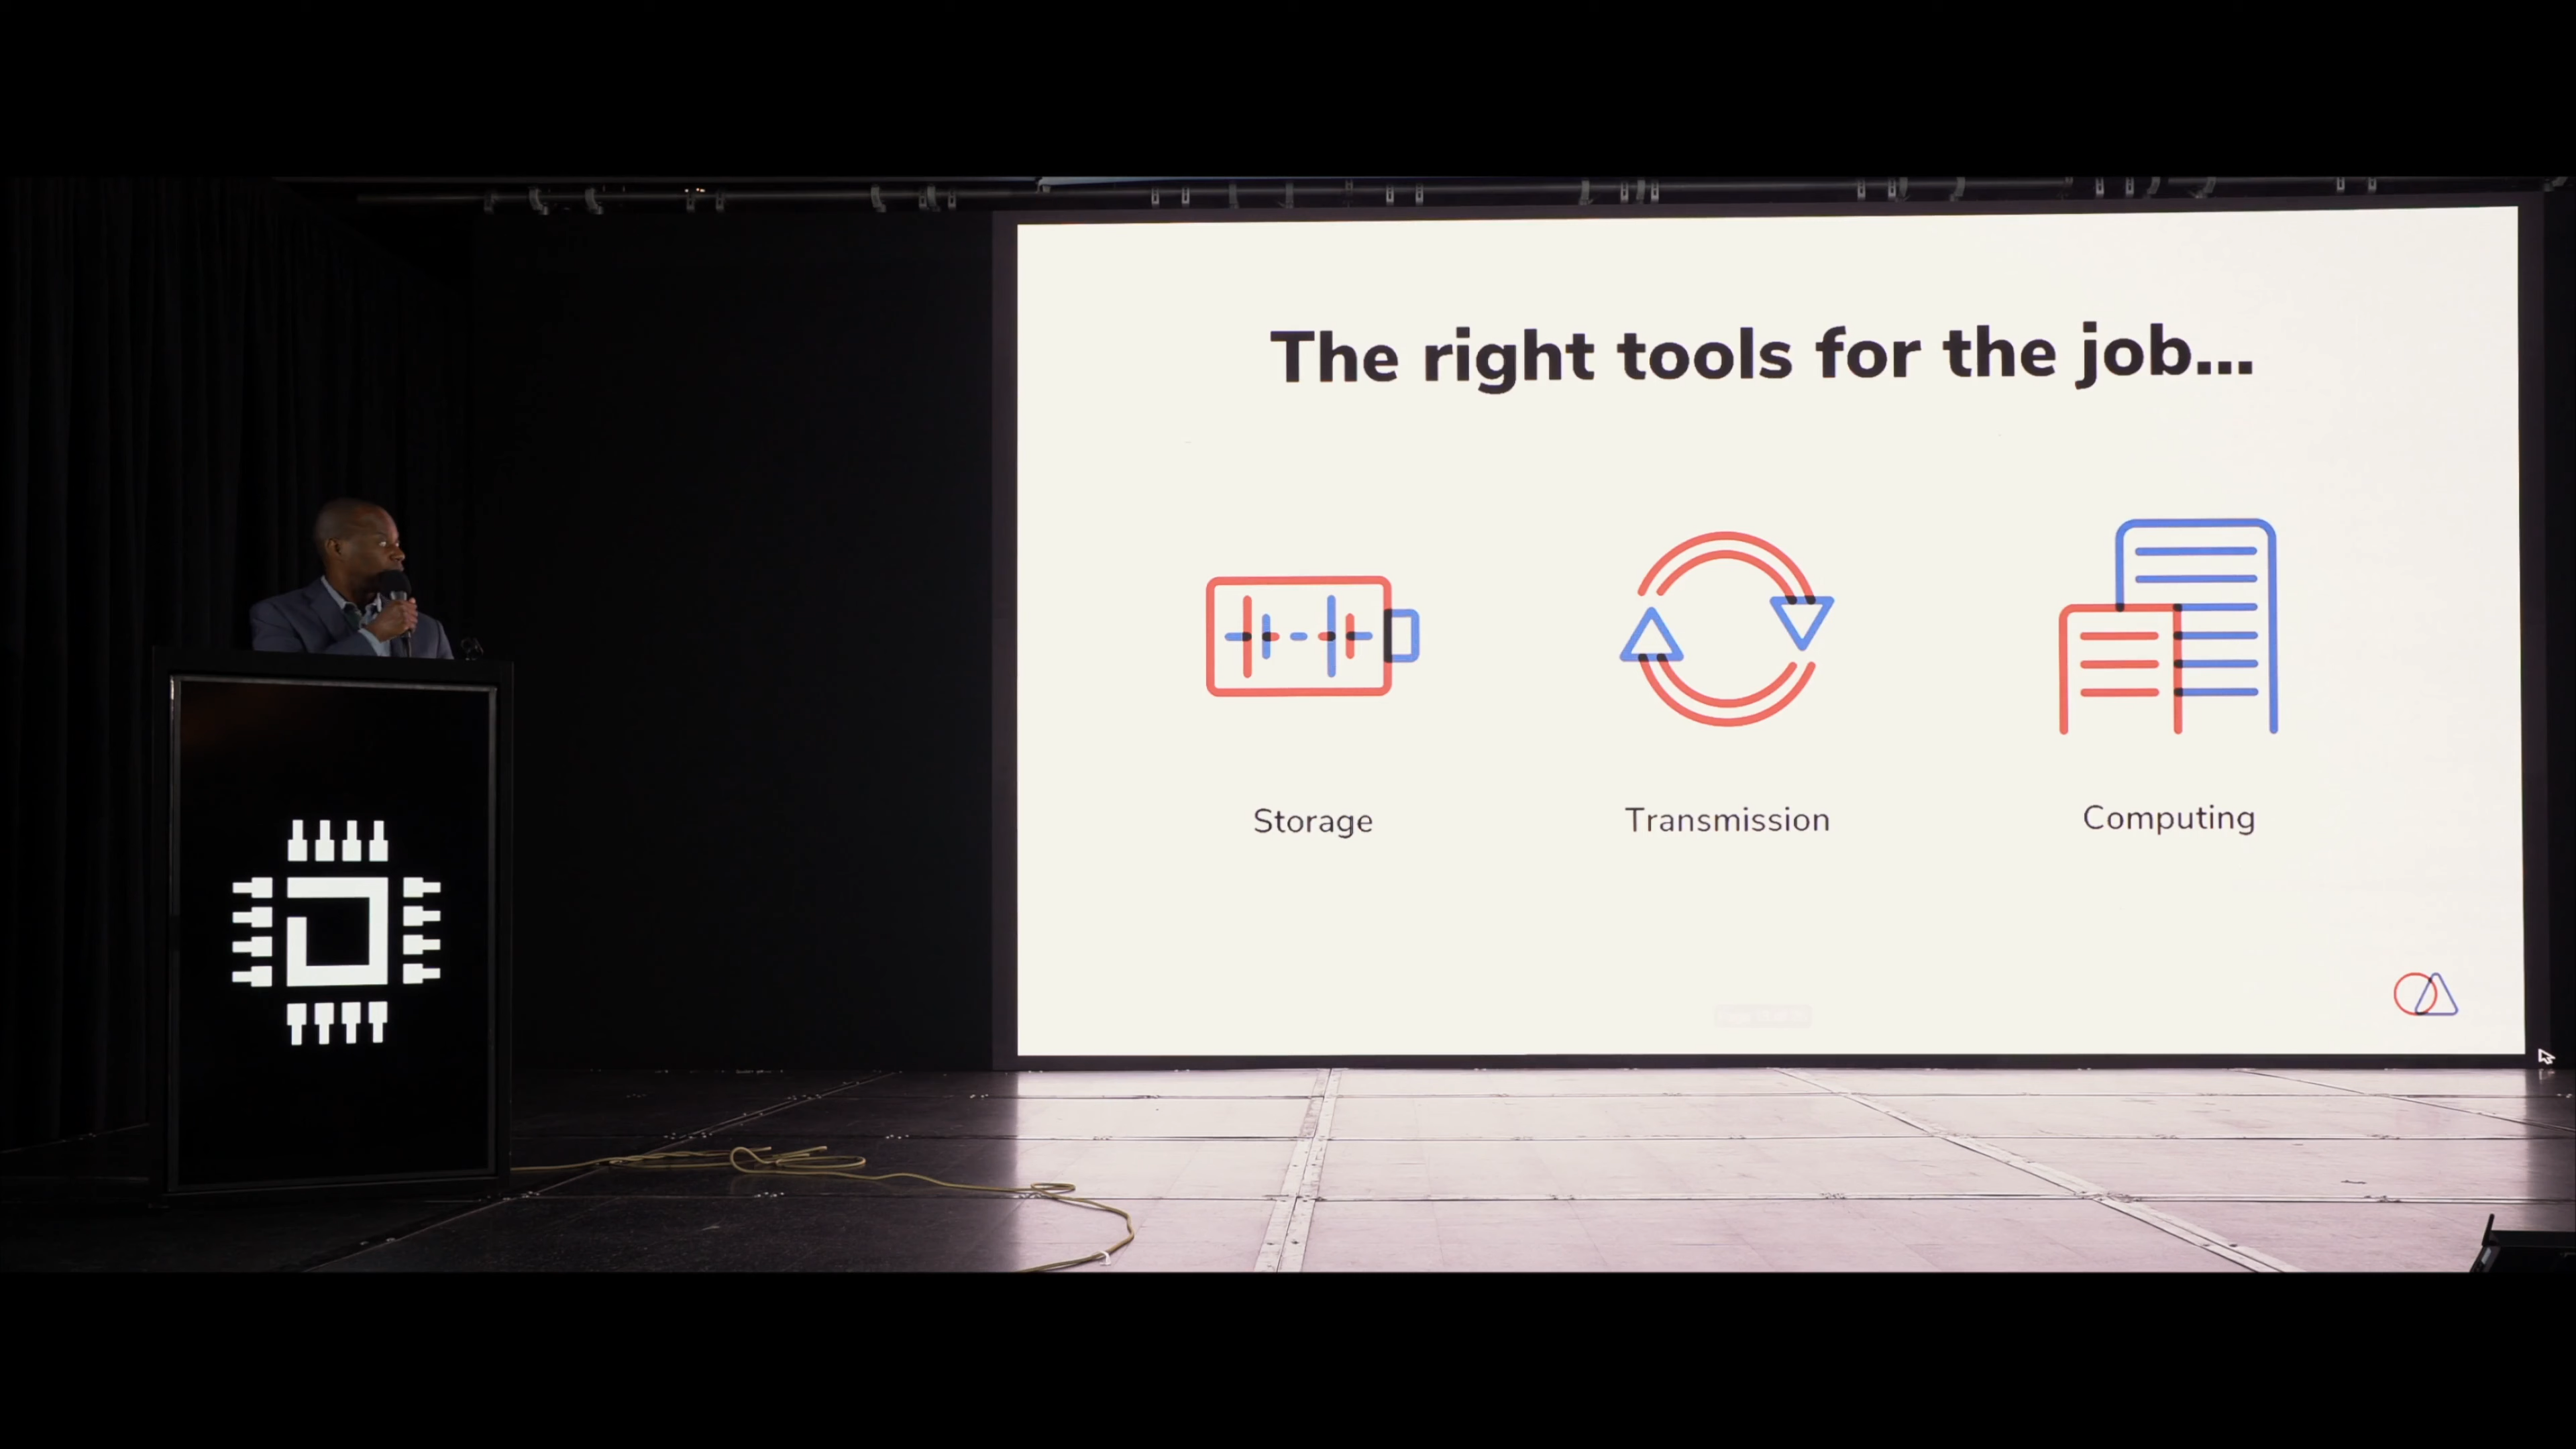 The right tools for the job...
Storage
Transmission
Computing